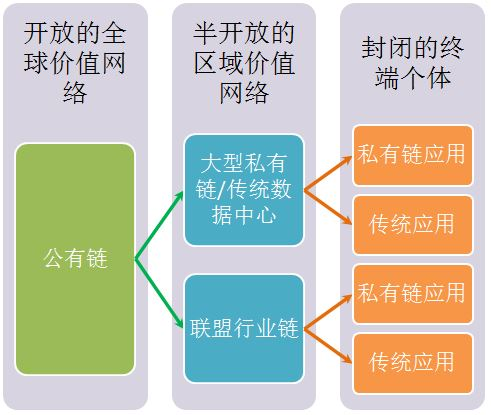 开放的全
球价值网
络
公有链
半开放的
区域价值
网络
大型私有
链/传统数
据中心
联盟行业链
封闭的终
端个体
私有链应用
传统应用
私有链应用
传统应用